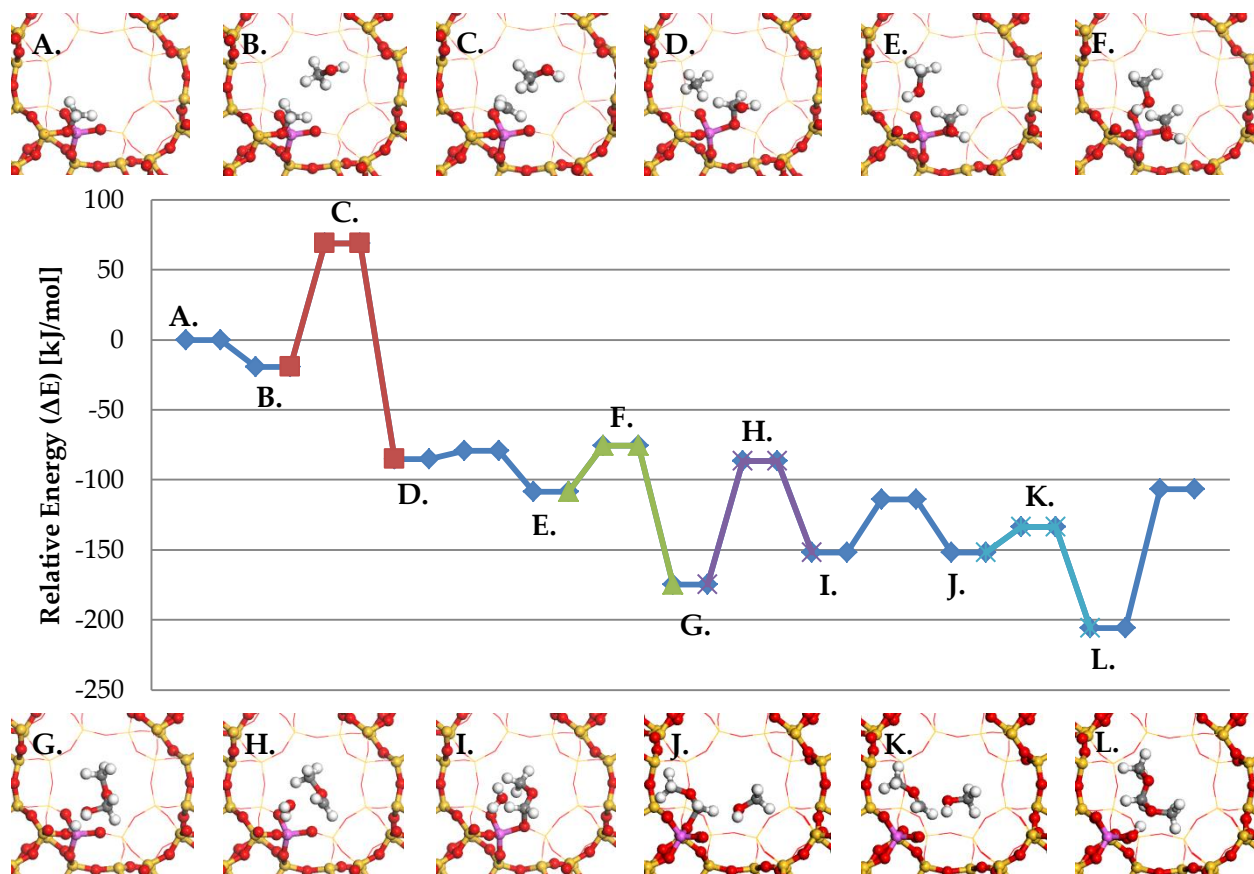 A.
B.
C.
D.
E.
F.
Relative Energy (ΔE) [kJ/mol]
100
50
0
-50
-100
-150
-200
-250
A.
B.
C.
D.
E.
F.
G.
H.
I.
J.
K.
L.
G.
H.
I.
J.
K.
L.